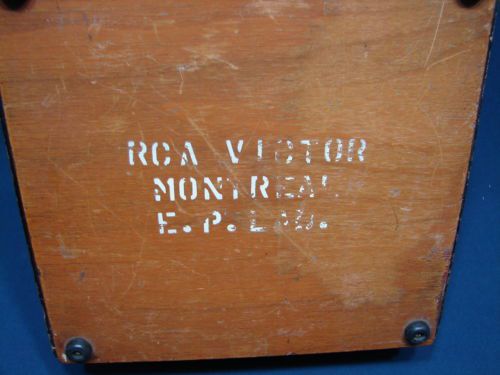 RCA VICTOR
MONTREAL
E.P. LAB.